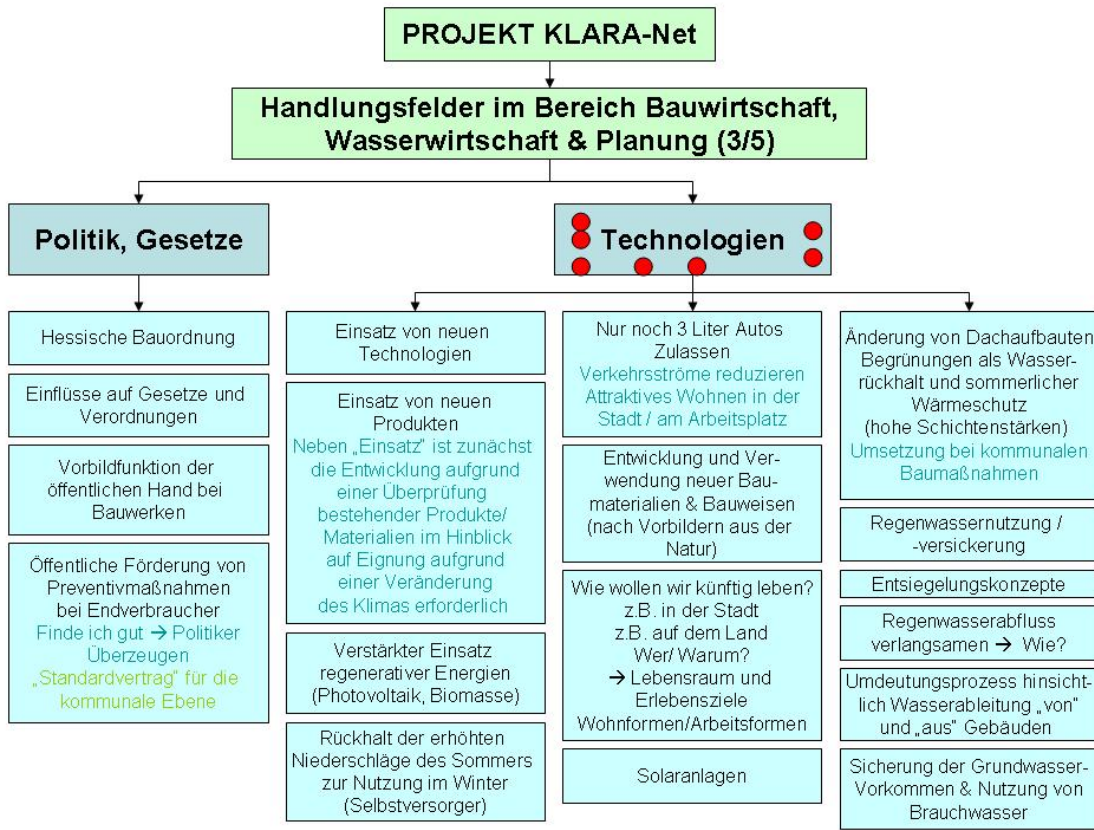 PROJEKT KLARA-Net
Handlungsfelder im Bereich Bauwirtschaft,
Wasserwirtschaft & Planung (3/5)
Politik, Gesetze
Hessische Bauordnung
Einflüsse auf Gesetze und
Verordnungen
Vorbildfunktion der
öffentlichen Hand bei
Bauwerken
Öffentliche Förderung von
Preventivmaßnahmen
bei Endverbraucher
Finde ich gut → Politiker
Überzeugen
„Standardvertrag" für die
kommunale Ebene
Technologien
Einsatz von neuen
Technologien
Einsatz von neuen
Produkten
Neben „Einsatz" ist zunächst
die Entwicklung aufgrund
einer Überprüfung
bestehender Produkte/
Materialien im Hinblick
auf Eignung aufgrund
einer Veränderung
des Klimas erforderlich
Verstärkter Einsatz
regenerativer Energien
(Photovoltaik, Biomasse)
Rückhalt der erhöhten
Niederschläge des Sommers
zur Nutzung im Winter
(Selbstversorger)
Nur noch 3 Liter Autos
Zulassen
Verkehrsströme reduzieren
Attraktives Wohnen in der
Stadt / am Arbeitsplatz
Entwicklung und Ver-
wendung neuer Bau-
materialien & Bauweisen
(nach Vorbildern aus der
Natur)
Wie wollen wir künftig leben?
z.B. in der Stadt
z.B. auf dem Land
Wer/ Warum?
→ Lebensraum und
Erlebensziele
Wohnformen/Arbeitsformen
Solaranlagen
Änderung von Dachaufbauten
Begrünungen als Wasser-
rückhalt und sommerlicher
Wärmeschutz
(hohe Schichtenstärken)
Umsetzung bei kommunalen
Baumaßnahmen
Regenwassernutzung /
-versickerung
Entsiegelungskonzepte
Regenwasserabfluss
verlangsamen → Wie?
Umdeutungsprozess hinsicht-
lich Wasserableitung „von"
und „aus" Gebäuden
Sicherung der Grundwasser-
Vorkommen & Nutzung von
Brauchwasser